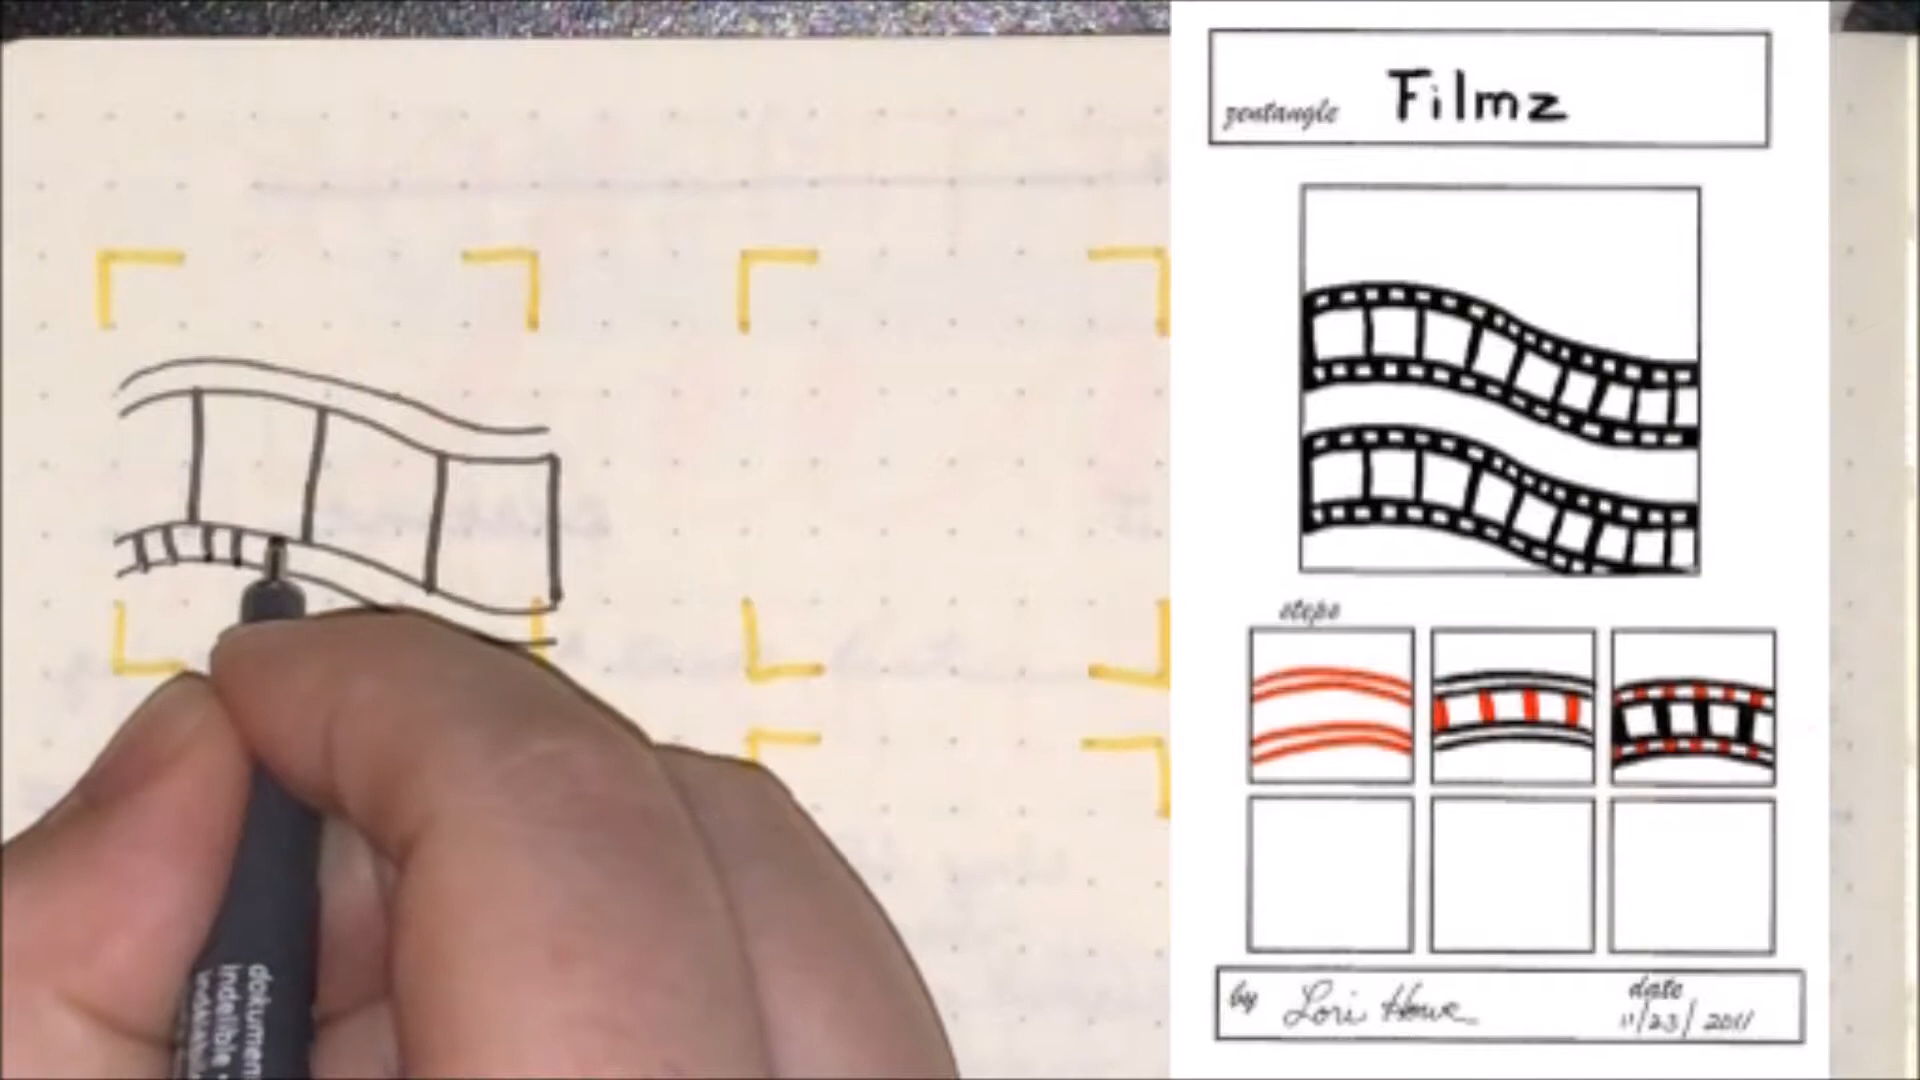 zentangle Filmz
steps
by Lori Howe date
11/23/2011
dokumen
indelible